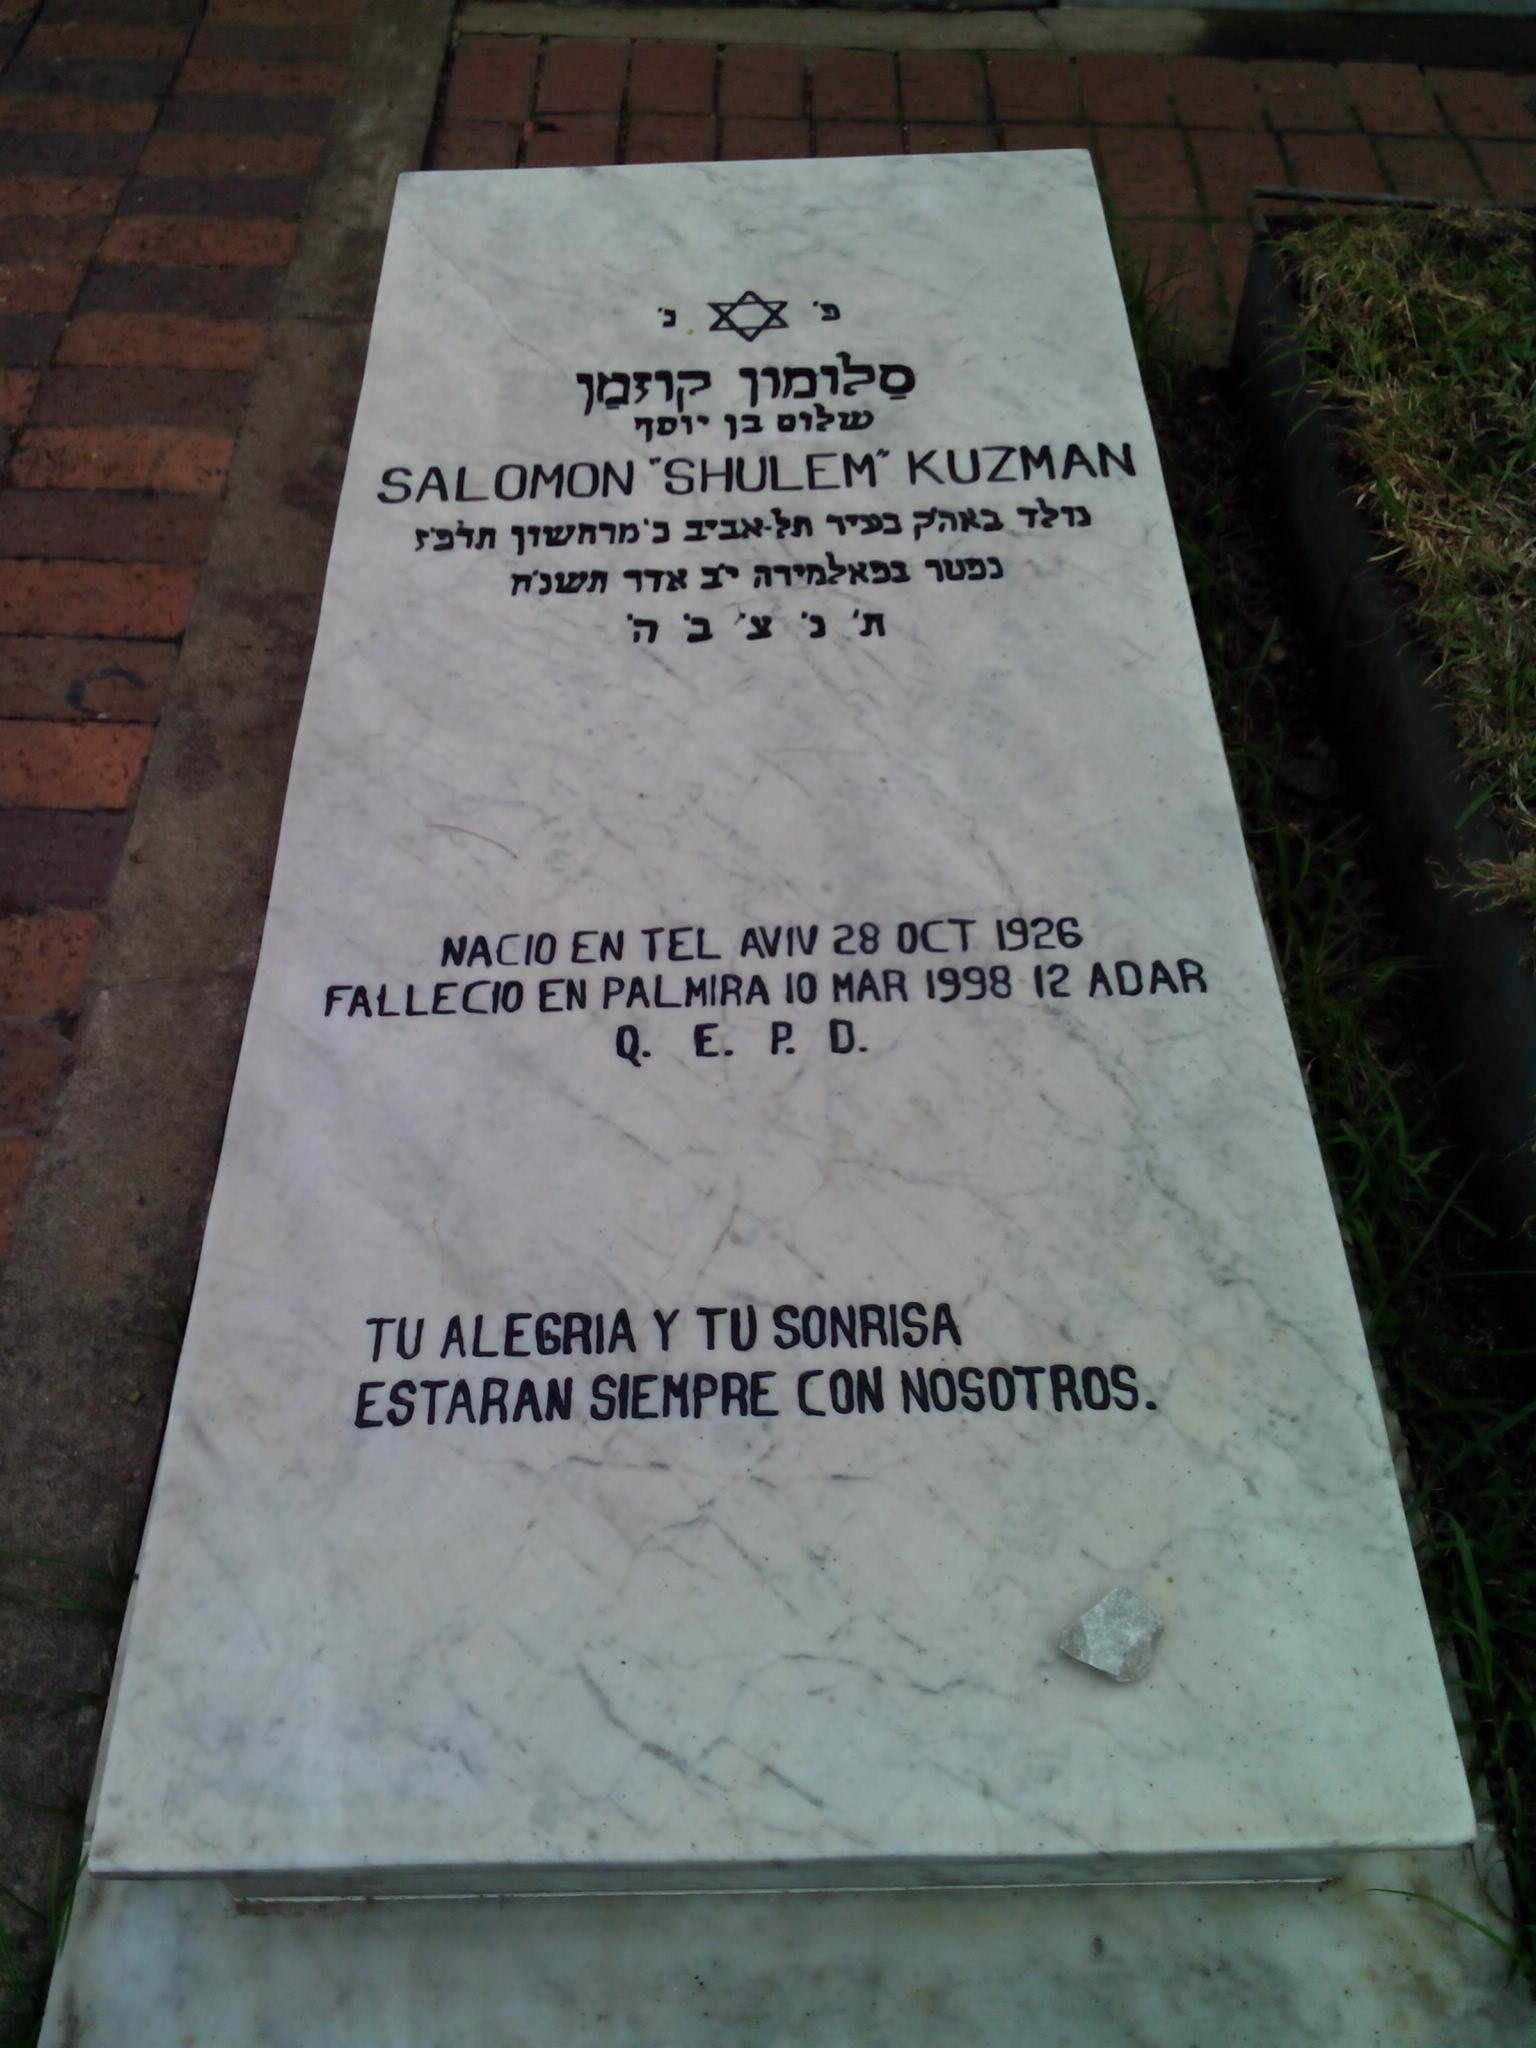 פ׳ נ׳
סַלומון קוזמַן
שלום בן יוסף
SALOMON "SHULEM" KUZMAN
נולד באה״ק בעיר תל-אביב כ׳ מרחשון תרפ״ז
נפטר בפאלמירה י״ב אדר תשנ״ח
ת׳ נ׳ צ׳ ב׳ ה׳
NACIO EN TEL AVIV 28 OCT 1926
FALLECIO EN PALMIRA 10 MAR 1998 12 ADAR
Q. E. P. D.
TU ALEGRIA Y TU SONRISA
ESTARAN SIEMPRE CON NOSOTROS.